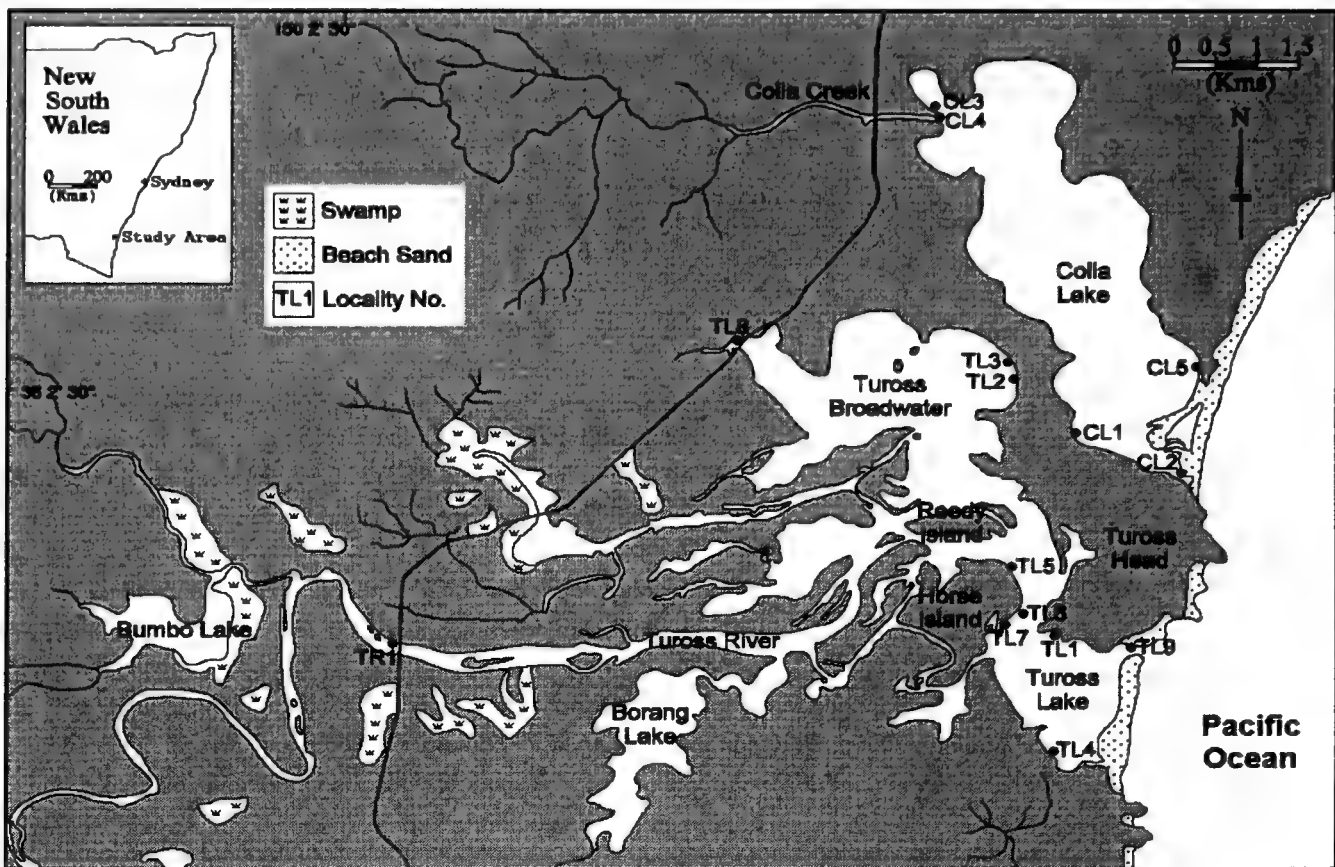 New
South
Wales
0 200
(Kms)
Sydney
Study Area
150 2' 30"
0 0.5 1 1.5
(Kms)
N
Swamp
Beach Sand
TL1 Locality No.
Coila Creek
CL3
CL4
Coila
Lake
TL8
36 2' 30"
TL3
TL2
Tuross
Broadwater
CL5
CL1
CL2
Reedy
Island
Tuross
Head
TL5
Horse
Island
TL6
TL7
TL1
TL9
Bumbo Lake
TR1
Tuross River
Tuross
Lake
Borang
Lake
TL4
Pacific
Ocean